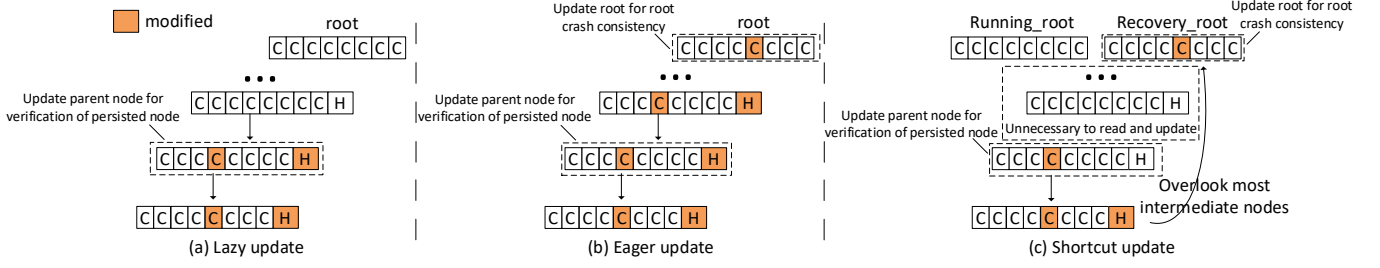 modified
root
C C C C C C C C
Update parent node for
verification of persisted node
C C C C C C C C H
C C C C C C C C H
C C C C C C C C H
(a) Lazy update
Update root for root
crash consistency
root
C C C C C C C C
Update parent node for
verification of persisted node
C C C C C C C C H
C C C C C C C C H
C C C C C C C C H
(b) Eager update
Update root for root
crash consistency
Running_root
Recovery_root
C C C C C C C C
C C C C C C C C
Update parent node for
verification of persisted node
C C C C C C C C H
Unnecessary to read and update
C C C C C C C C H
Overlook most
intermediate nodes
C C C C C C C C H
(c) Shortcut update